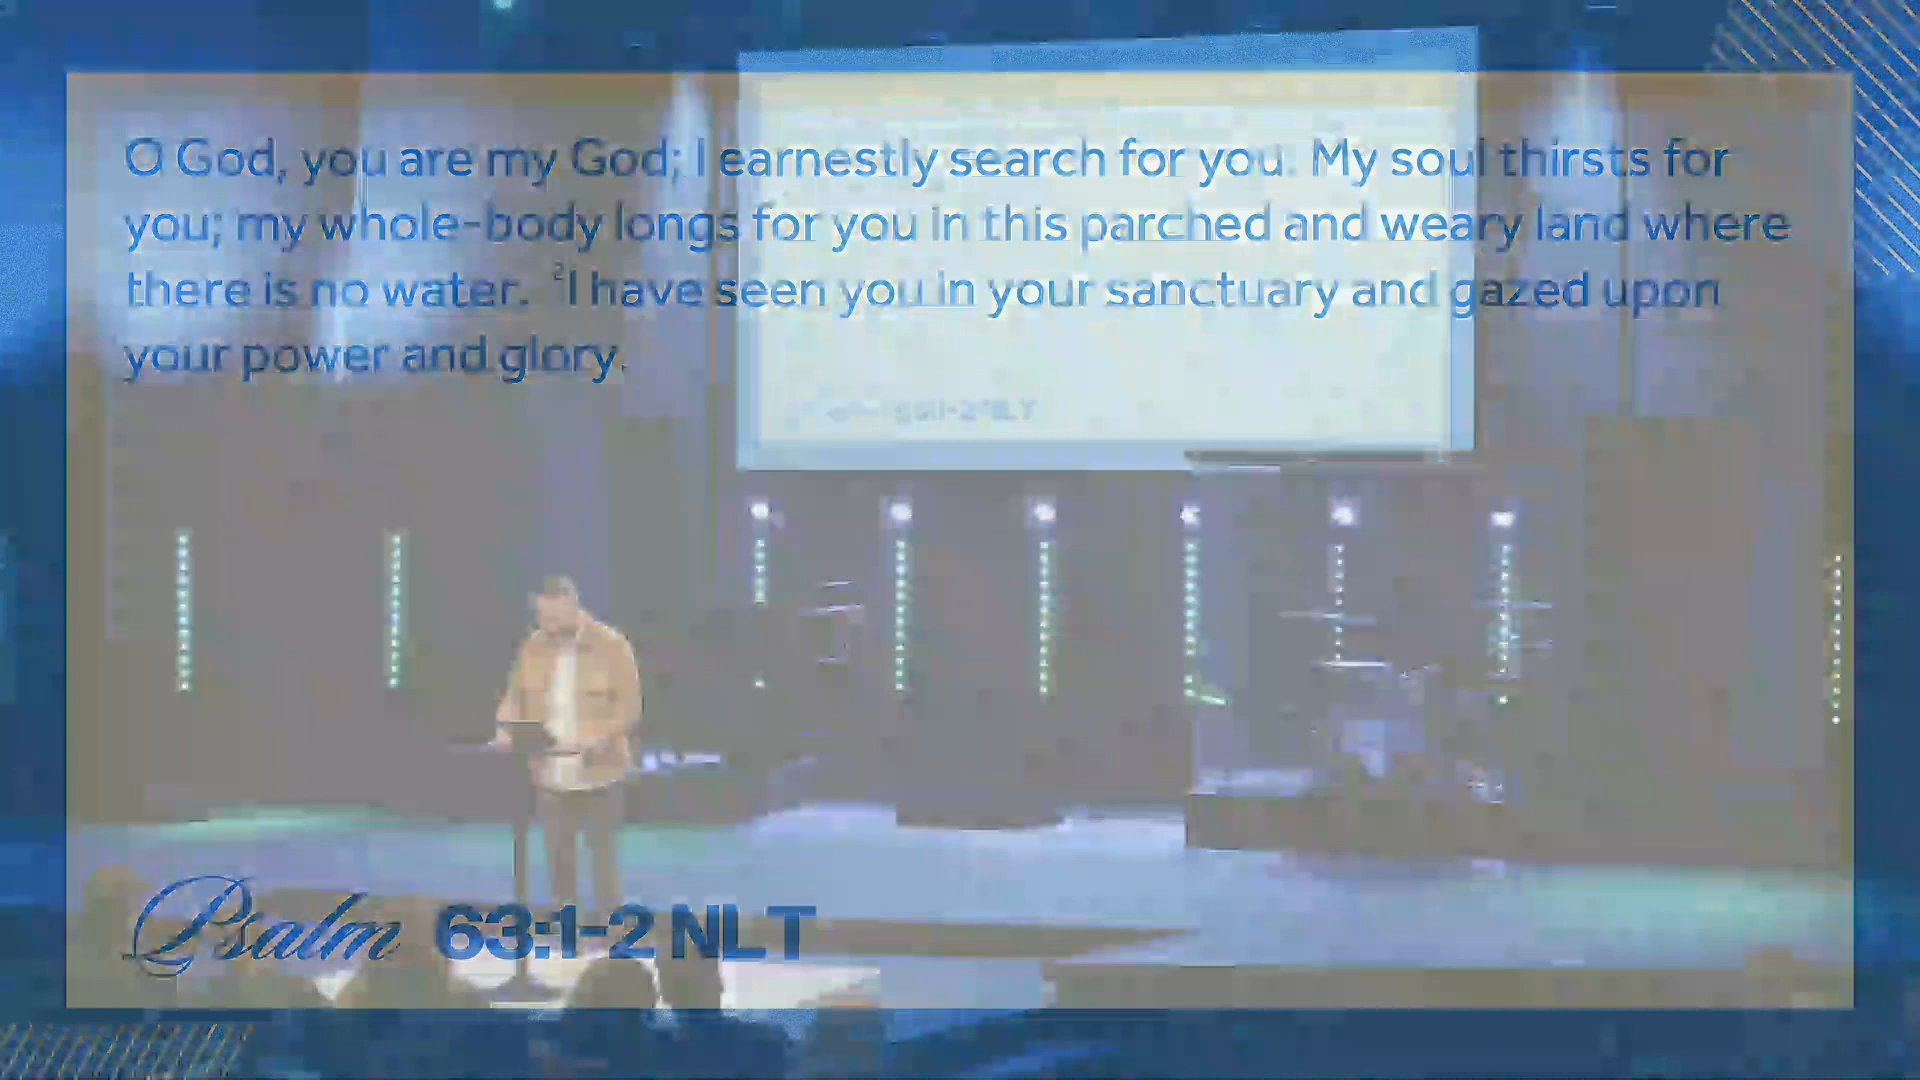 O God, you are my God; I earnestly search for you. My soul thirsts for
you; my whole-body longs for you in this parched and weary land where
there is no water. ²I have seen you in your sanctuary and gazed upon
your power and glory.
Psalm 63:1-2 NLT